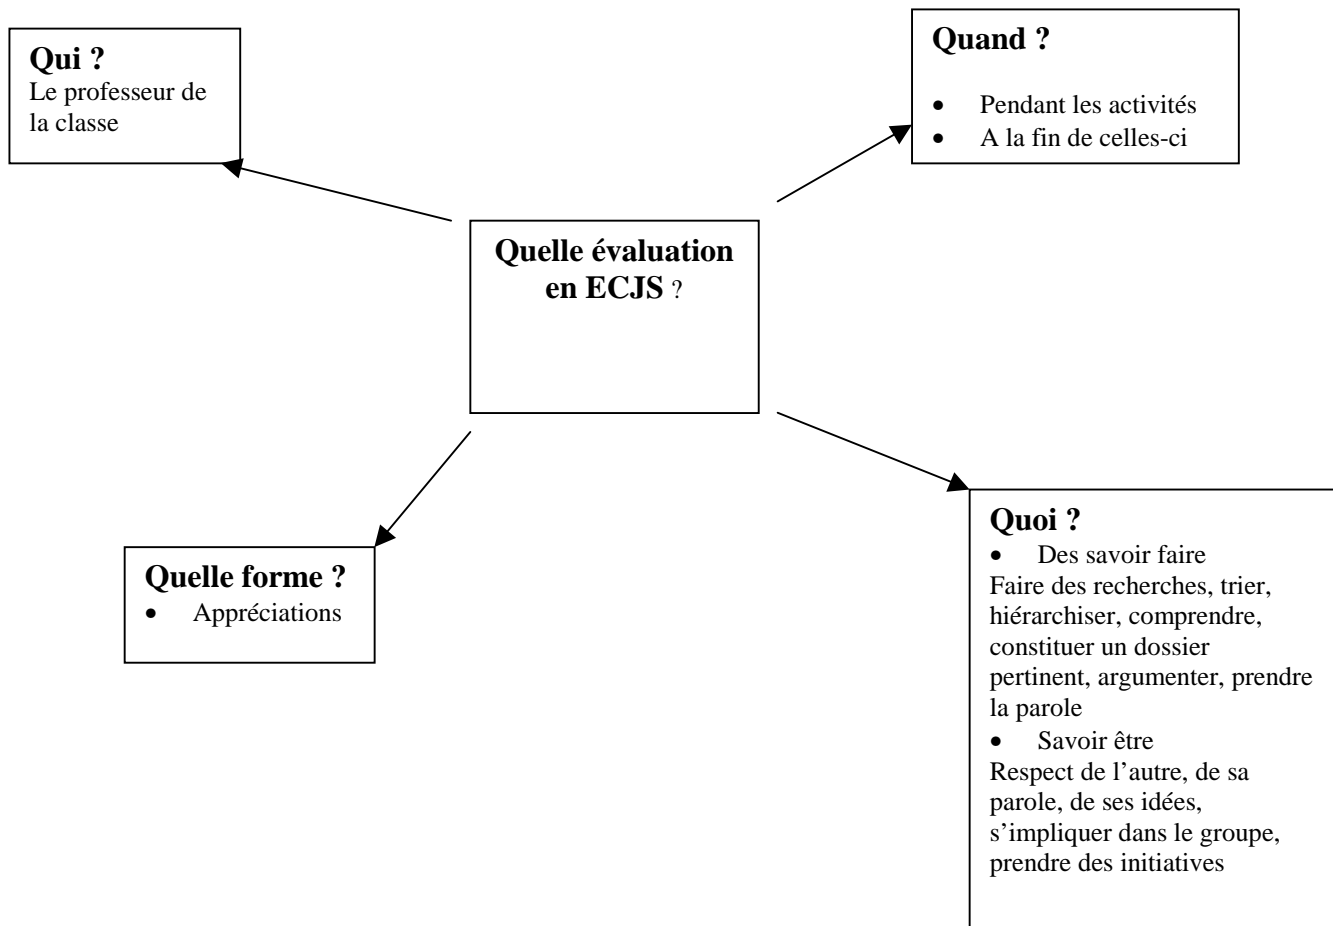 Qui ?
Le professeur de
la classe
Quand ?
• Pendant les activités
• A la fin de celles-ci
Quelle évaluation
en ECJS ?
Quelle forme ?
• Appréciations
Quoi ?
• Des savoir faire
Faire des recherches, trier,
hiérarchiser, comprendre,
constituer un dossier
pertinent, argumenter, prendre
la parole
• Savoir être
Respect de l’autre, de sa
parole, de ses idées,
s’impliquer dans le groupe,
prendre des initiatives